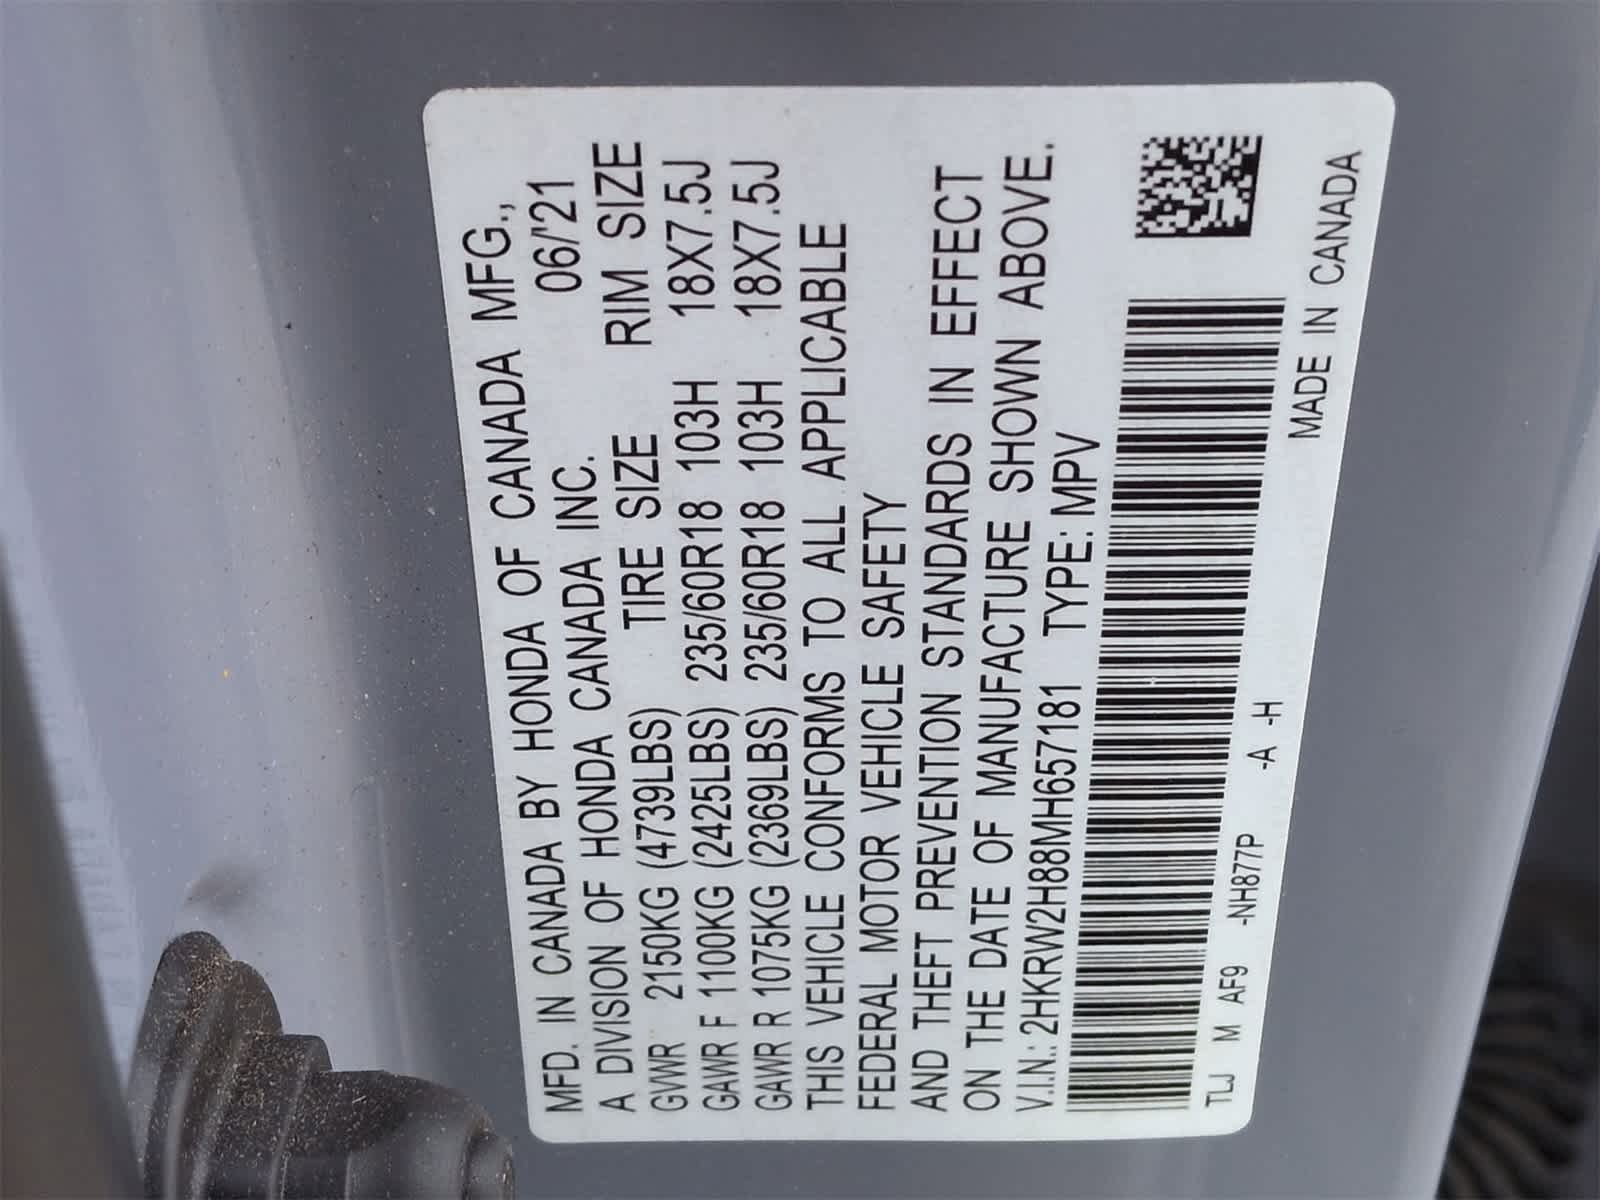 MFD. IN CANADA BY HONDA OF CANADA MFG.,
A DIVISION OF HONDA CANADA INC. 06/'21
TIRE SIZE RIM SIZE
GVWR 2150KG (4739LBS)
GAWR F 1100KG (2425LBS) 235/60R18 103H 18X7.5J
GAWR R 1075KG (2369LBS) 235/60R18 103H 18X7.5J
THIS VEHICLE CONFORMS TO ALL APPLICABLE
FEDERAL MOTOR VEHICLE SAFETY
AND THEFT PREVENTION STANDARDS IN EFFECT
ON THE DATE OF MANUFACTURE SHOWN ABOVE.
V.I.N.: 2HKRW2H88MH657181 TYPE: MPV
TLJ M AF9 -NH877P -A -H MADE IN CANADA